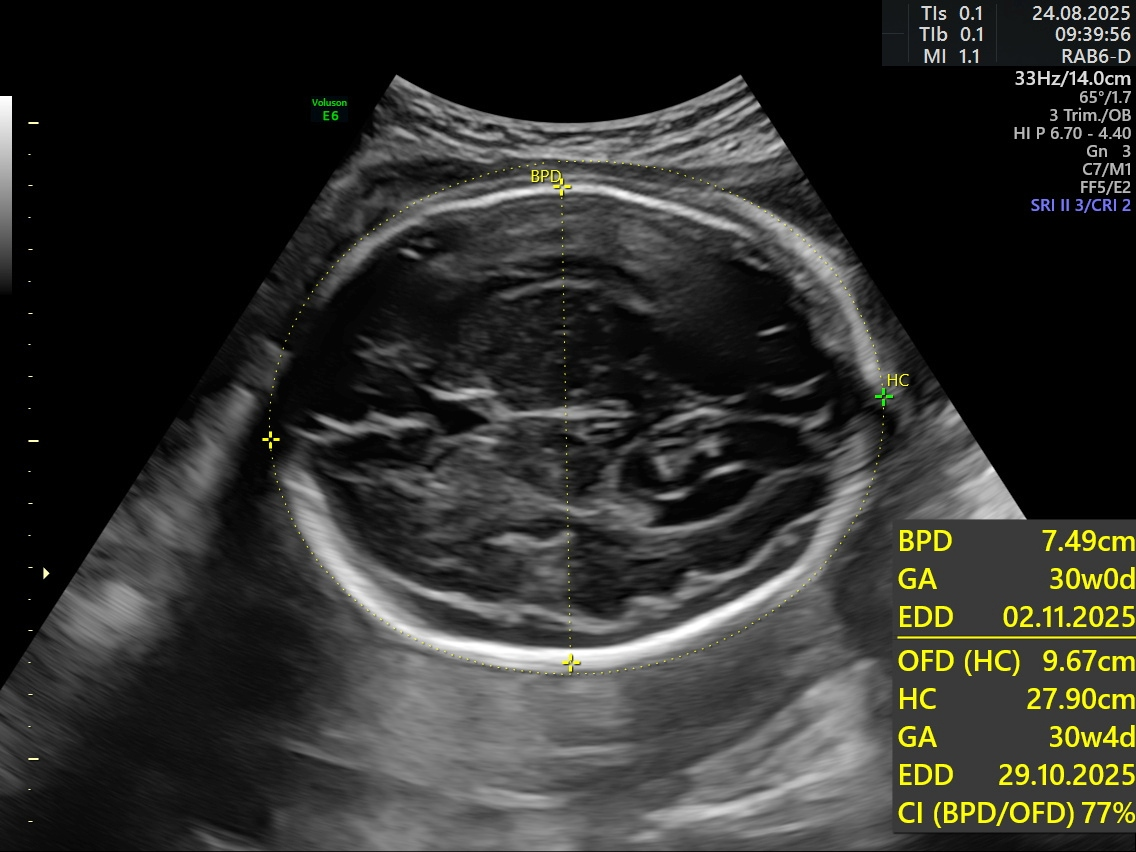 TIs 0.1 24.08.2025
TIb 0.1 09:39:56
MI 1.1 RAB6-D
33Hz/14.0cm
65°/1.7
3 Trim./OB
HI P 6.70 - 4.40
Gn 3
C7/M1
FF5/E2
SRI II 3/CRI 2
Voluson
E6
BPD
HC
BPD 7.49cm
GA 30w0d
EDD 02.11.2025
OFD (HC) 9.67cm
HC 27.90cm
GA 30w4d
EDD 29.10.2025
CI (BPD/OFD) 77%